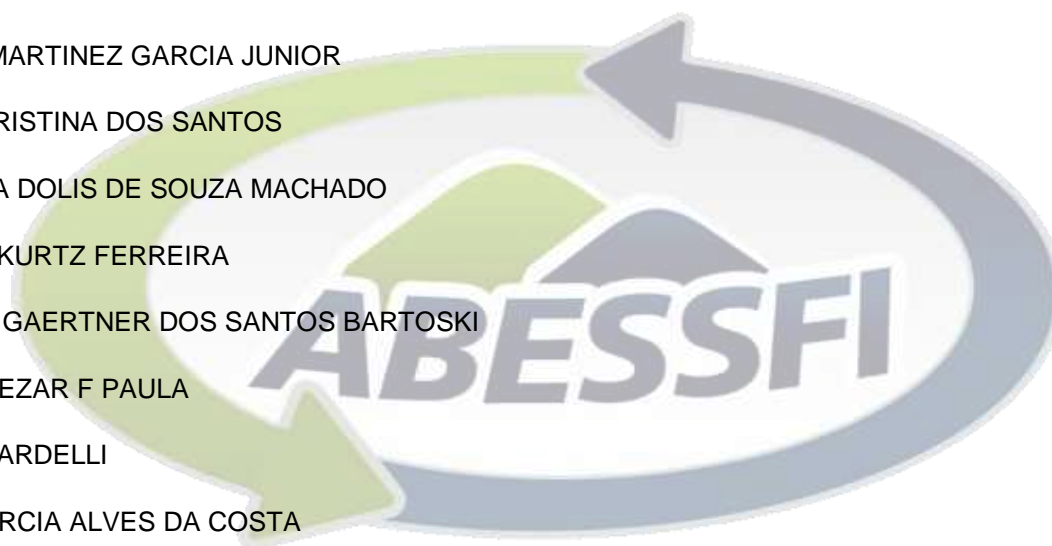 MARTINEZ GARCIA JUNIOR
RISTINA DOS SANTOS
A DOLIS DE SOUZA MACHADO
KURTZ FERREIRA
GAERTNER DOS SANTOS BARTOSKI
ABESSFI
EZAR F PAULA
ARDELLI
RCIA ALVES DA COSTA